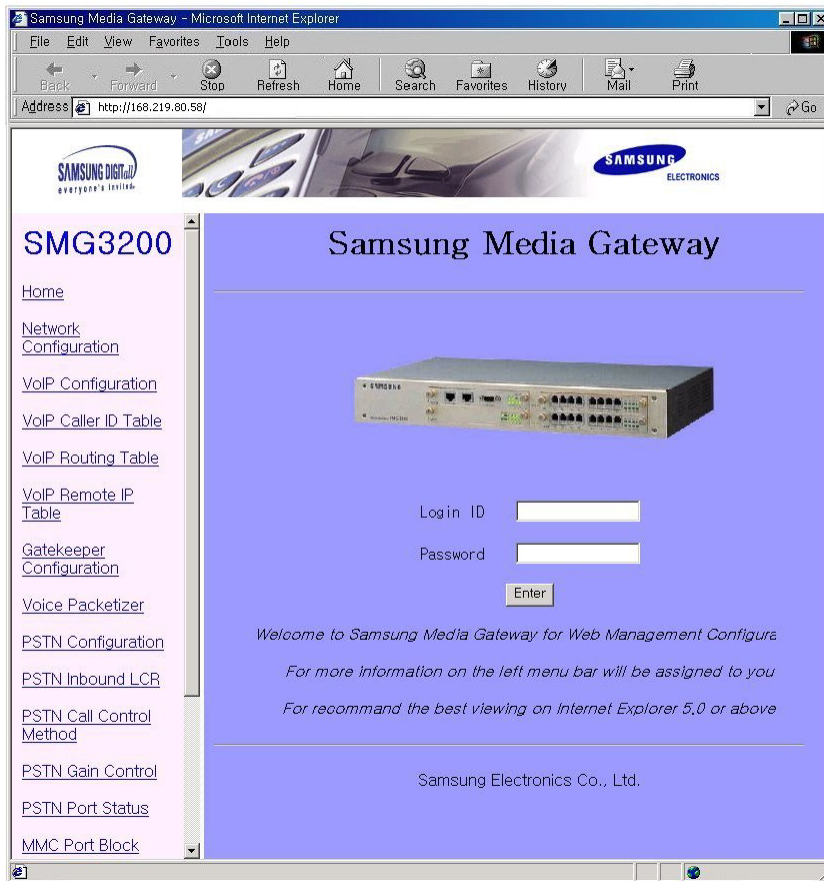 Samsung Media Gateway - Microsoft Internet Explorer
File Edit View Favorites Tools Help
Back Forward Stop Refresh Home Search Favorites History Mail Print
Address http://168.219.80.58/ Go
SAMSUNG DIGITall
everyone's invited™
SAMSUNG
ELECTRONICS
SMG3200
Home
Network
Configuration
VoIP Configuration
VoIP Caller ID Table
VoIP Routing Table
VoIP Remote IP
Table
Gatekeeper
Configuration
Voice Packetizer
PSTN Configuration
PSTN Inbound LCR
PSTN Call Control
Method
PSTN Gain Control
PSTN Port Status
MMC Port Block
Samsung Media Gateway
SAMSUNG
SMG3200
Login ID
Password
Enter
Welcome to Samsung Media Gateway for Web Management Configura
For more information on the left menu bar will be assigned to you
For recommand the best viewing on Internet Explorer 5.0 or above
Samsung Electronics Co., Ltd.